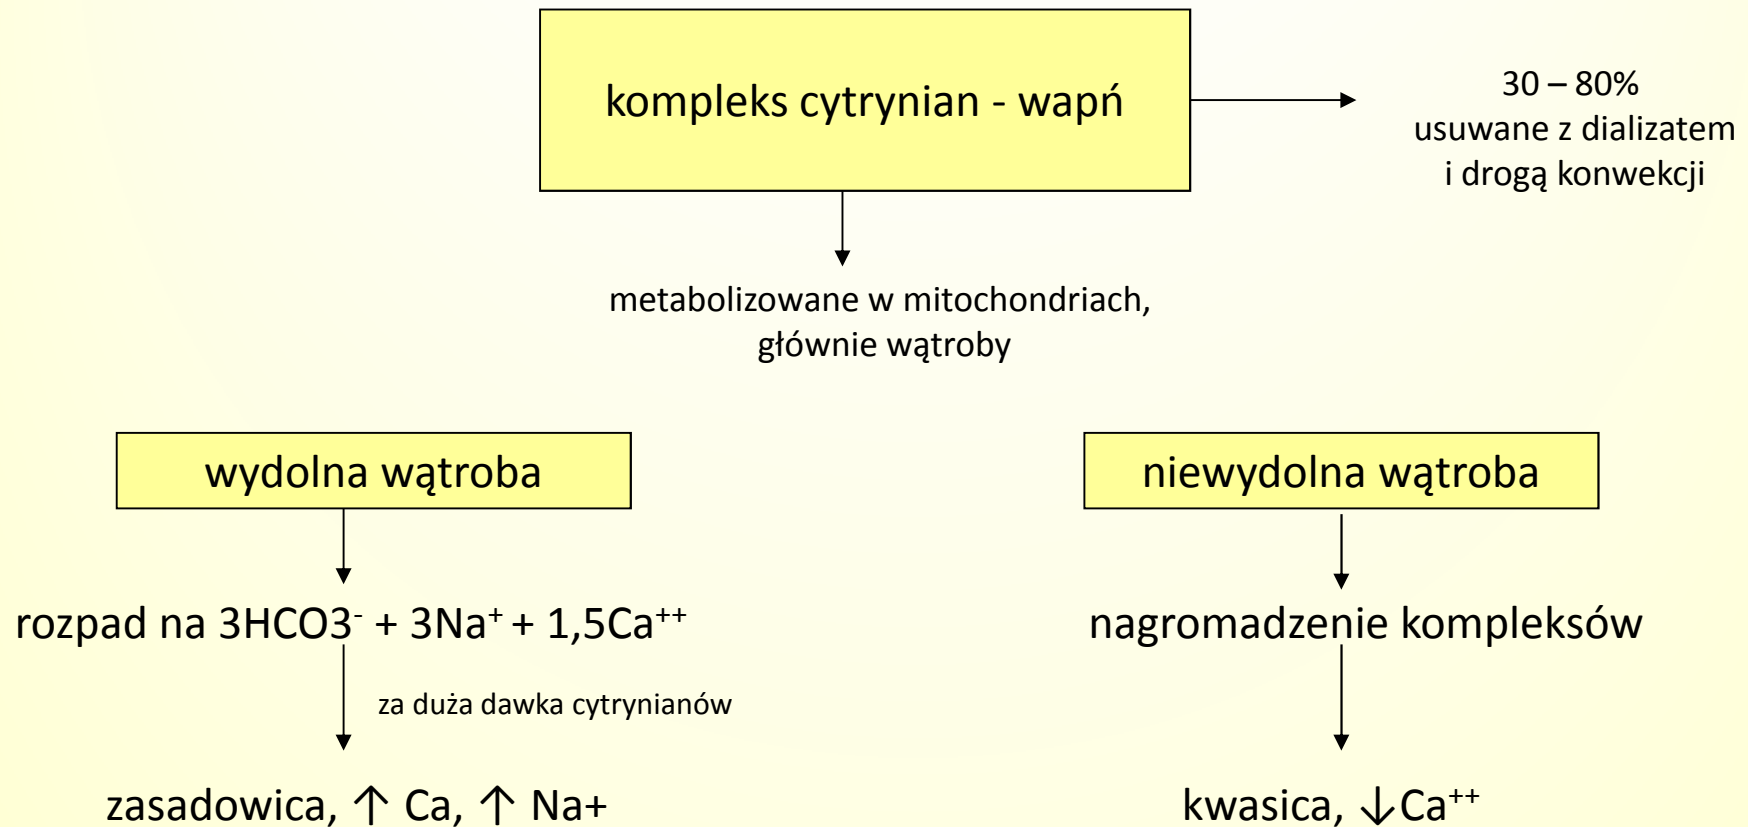 kompleks cytrynian - wapń
30 – 80%
usuwane z dializatem
i drogą konwekcji
metabolizowane w mitochondriach,
głównie wątroby
wydolna wątroba
niewydolna wątroba
rozpad na 3HCO3⁻ + 3Na⁺ + 1,5Ca⁺⁺
nagromadzenie kompleksów
za duża dawka cytrynianów
zasadowica, ↑ Ca, ↑ Na+
kwasica, ↓Ca⁺⁺